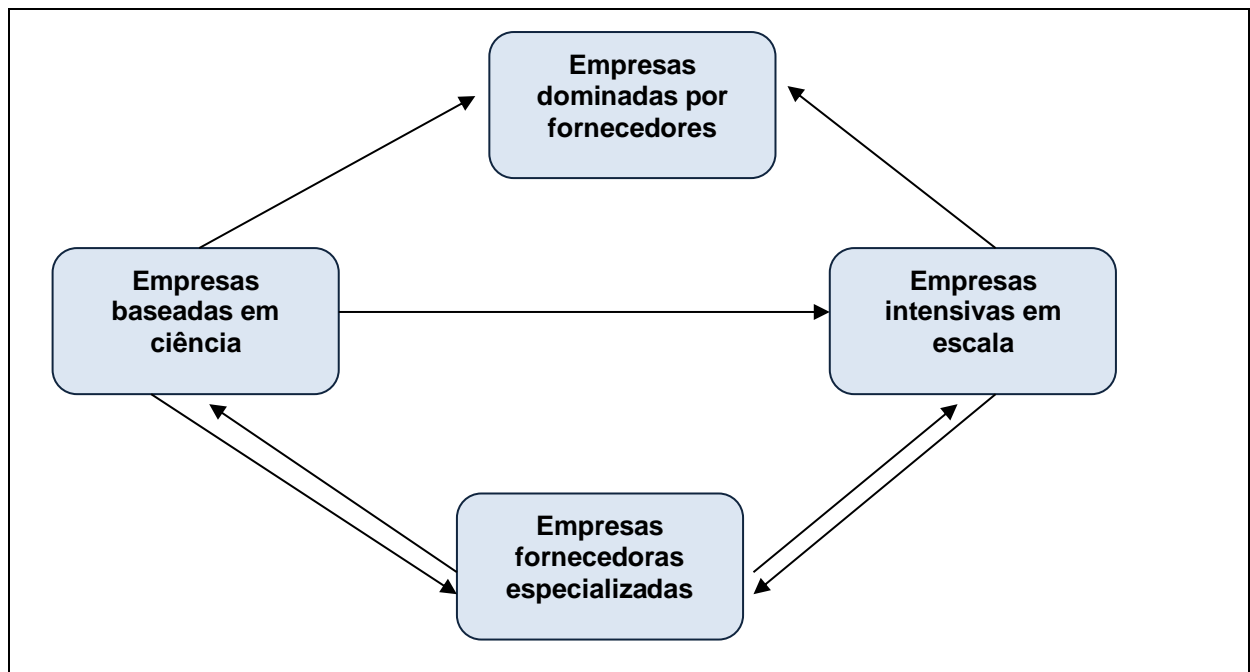 Empresas
dominadas por
fornecedores
Empresas
baseadas em
ciência
Empresas
intensivas em
escala
Empresas
fornecedoras
especializadas